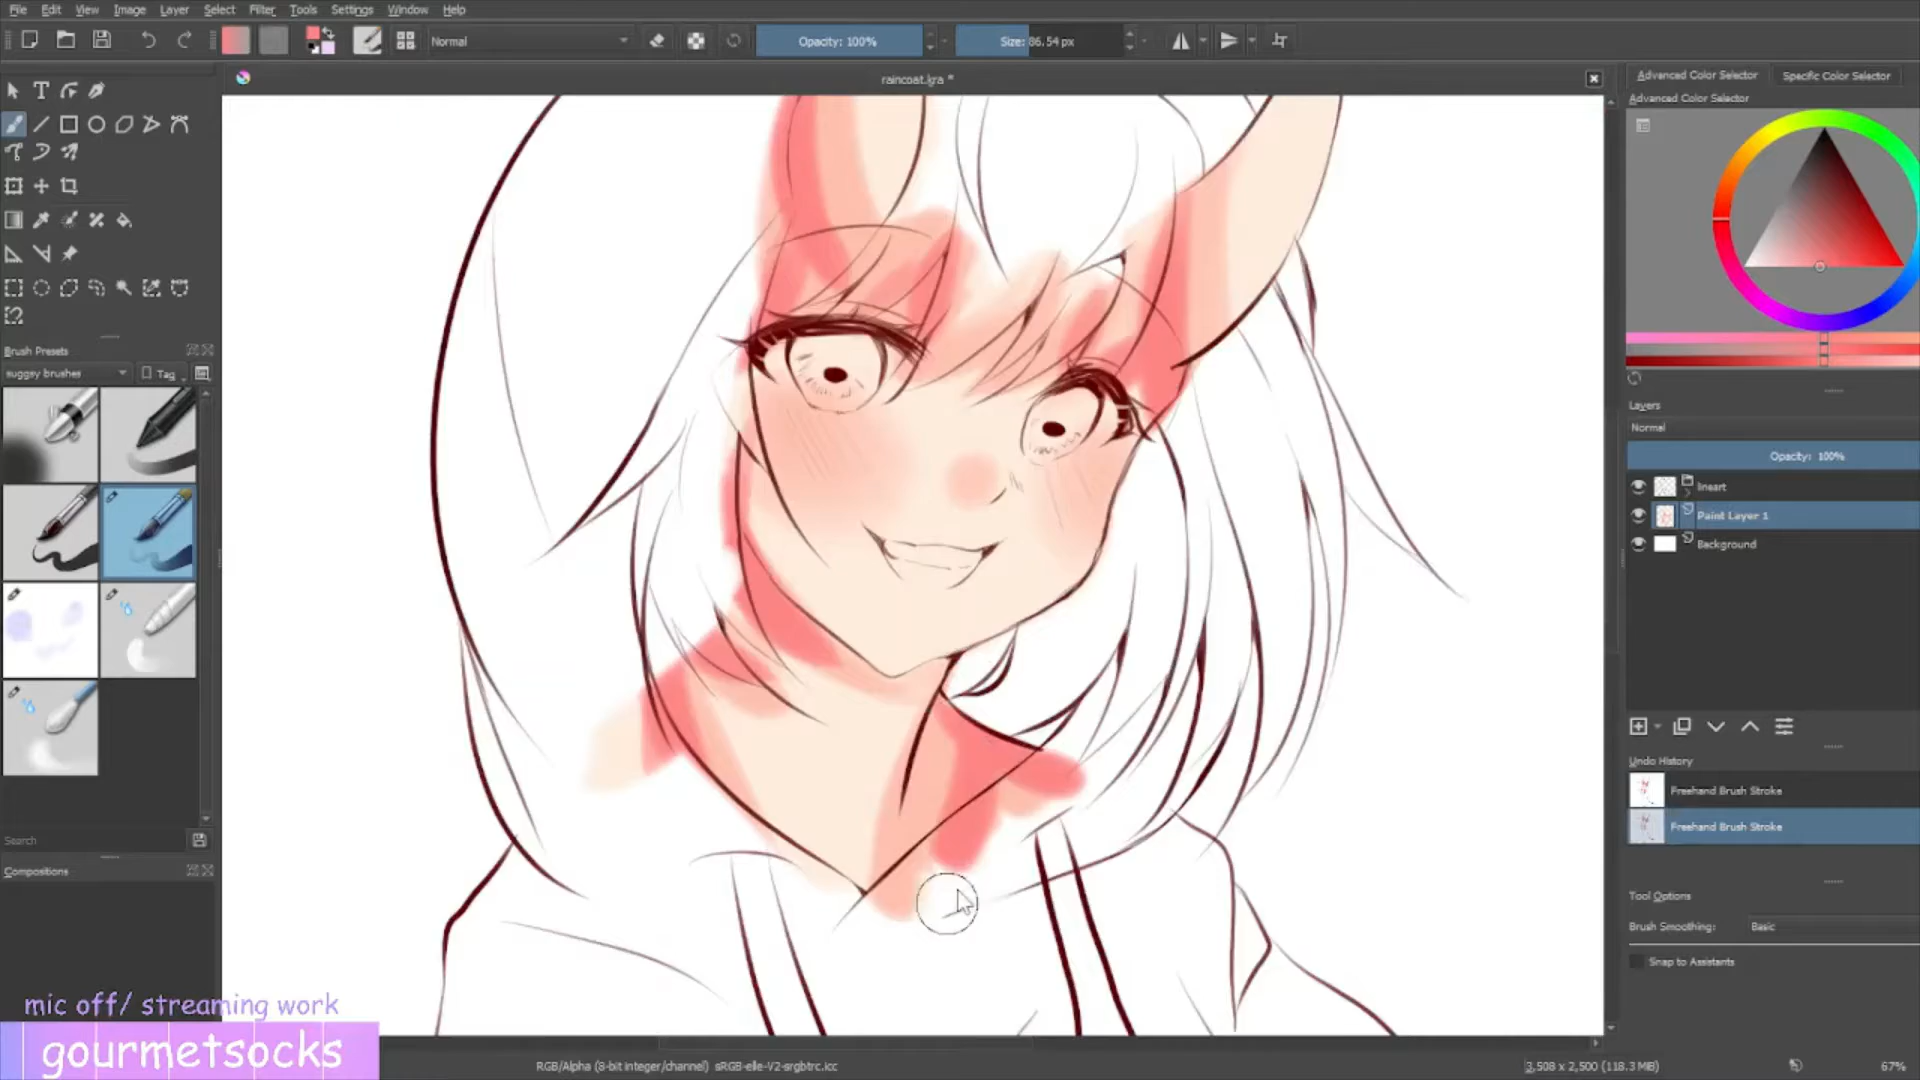 File Edit View Image Layer Select Filter Tools Settings Window Help
Normal Opacity: 100% Size: 86.54 px
raincoat.kra *
Advanced Color Selector Specific Color Selector
Advanced Color Selector
Brush Presets
suggsy brushes Tag
Search
Compositions
Layers
Normal
Opacity: 100%
lineart
Paint Layer 1
Background
Undo History
Freehand Brush Stroke
Freehand Brush Stroke
Tool Options
Brush Smoothing: Basic
Snap to Assistants
mic off/ streaming work
gourmetsocks
RGB/Alpha (8-bit integer/channel) sRGB-elle-V2-srgbtrc.icc
3,508 x 2,500 (118.3 MiB)
67%